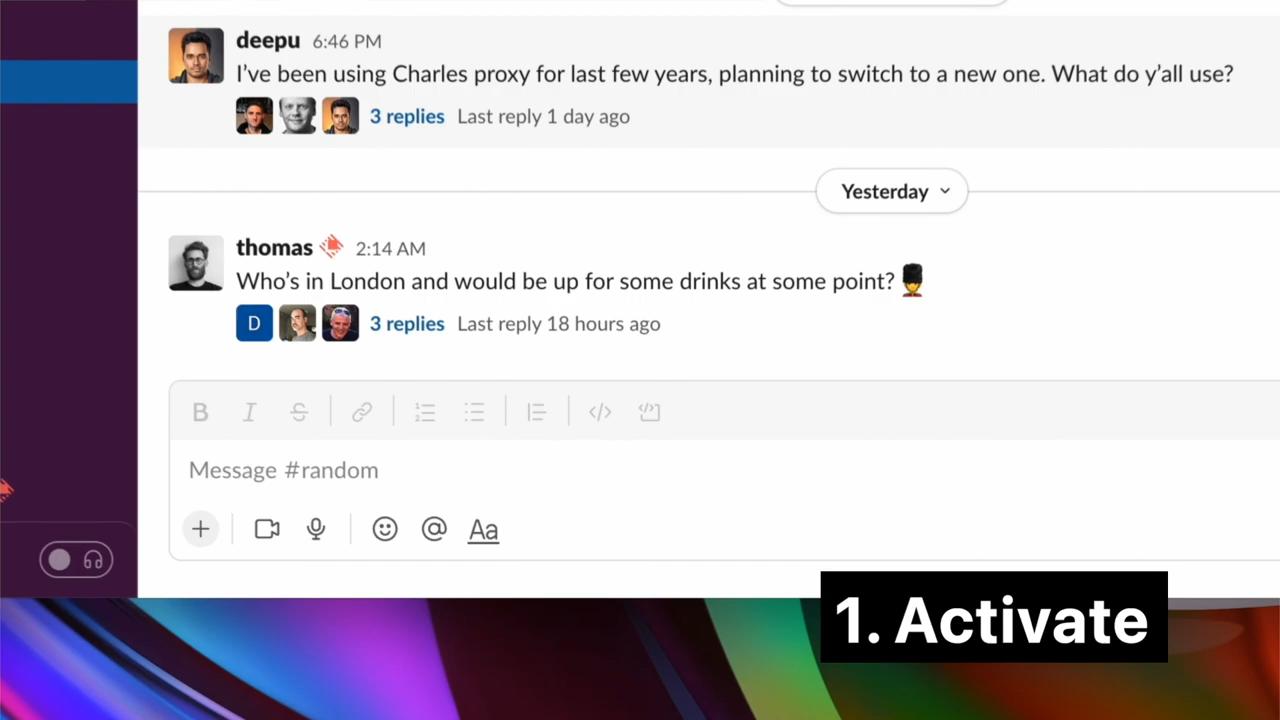 deepu 6:46 PM
I’ve been using Charles proxy for last few years, planning to switch to a new one. What do y’all use?
3 replies Last reply 1 day ago
Yesterday
thomas 2:14 AM
Who’s in London and would be up for some drinks at some point?
D 3 replies Last reply 18 hours ago
B I S
Message #random
@ Aa
1. Activate